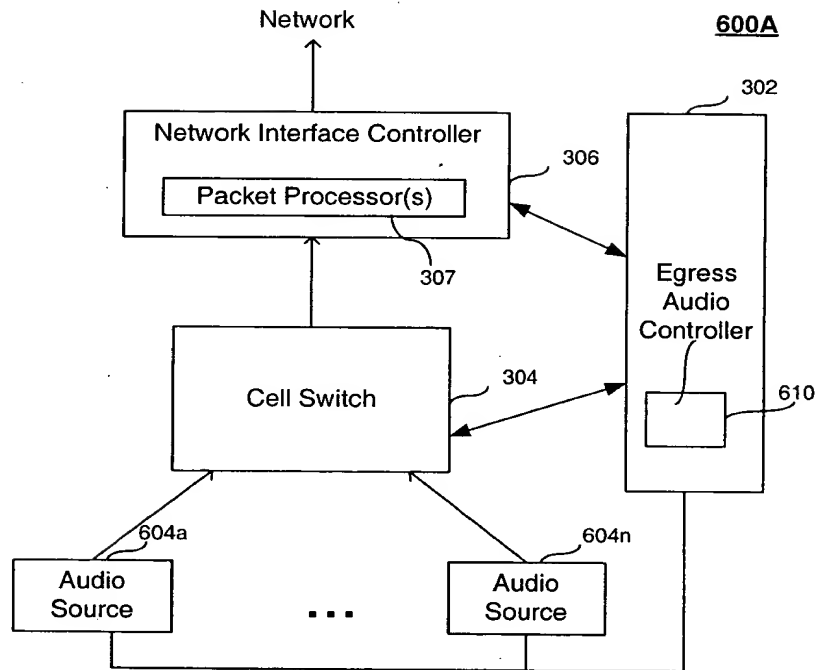 Network
600A
302
Network Interface Controller
306
Packet Processor(s)
307
Egress
Audio
Controller
304
Cell Switch
610
604a
604n
Audio
Source
...
Audio
Source